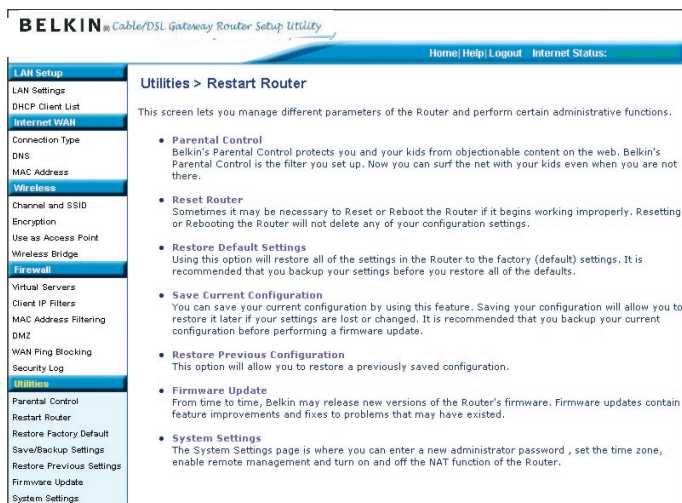 BELKIN® Cable/DSL Gateway Router Setup Utility
Home|Help|Logout Internet Status:
LAN Setup
LAN Settings
DHCP Client List
Internet WAN
Connection Type
DNS
MAC Address
Wireless
Channel and SSID
Encryption
Use as Access Point
Wireless Bridge
Firewall
Virtual Servers
Client IP Filters
MAC Address Filtering
DMZ
WAN Ping Blocking
Security Log
Utilities
Parental Control
Restart Router
Restore Factory Default
Save/Backup Settings
Restore Previous Settings
Firmware Update
System Settings
Utilities > Restart Router
This screen lets you manage different parameters of the Router and perform certain administrative functions.
• Parental Control
Belkin's Parental Control protects you and your kids from objectionable content on the web. Belkin's
Parental Control is the filter you set up. Now you can surf the net with your kids even when you are not
there.
• Reset Router
Sometimes it may be necessary to Reset or Reboot the Router if it begins working improperly. Resetting
or Rebooting the Router will not delete any of your configuration settings.
• Restore Default Settings
Using this option will restore all of the settings in the Router to the factory (default) settings. It is
recommended that you backup your settings before you restore all of the defaults.
• Save Current Configuration
You can save your current configuration by using this feature. Saving your configuration will allow you to
restore it later if your settings are lost or changed. It is recommended that you backup your current
configuration before performing a firmware update.
• Restore Previous Configuration
This option will allow you to restore a previously saved configuration.
• Firmware Update
From time to time, Belkin may release new versions of the Router's firmware. Firmware updates contain
feature improvements and fixes to problems that may have existed.
• System Settings
The System Settings page is where you can enter a new administrator password , set the time zone,
enable remote management and turn on and off the NAT function of the Router.